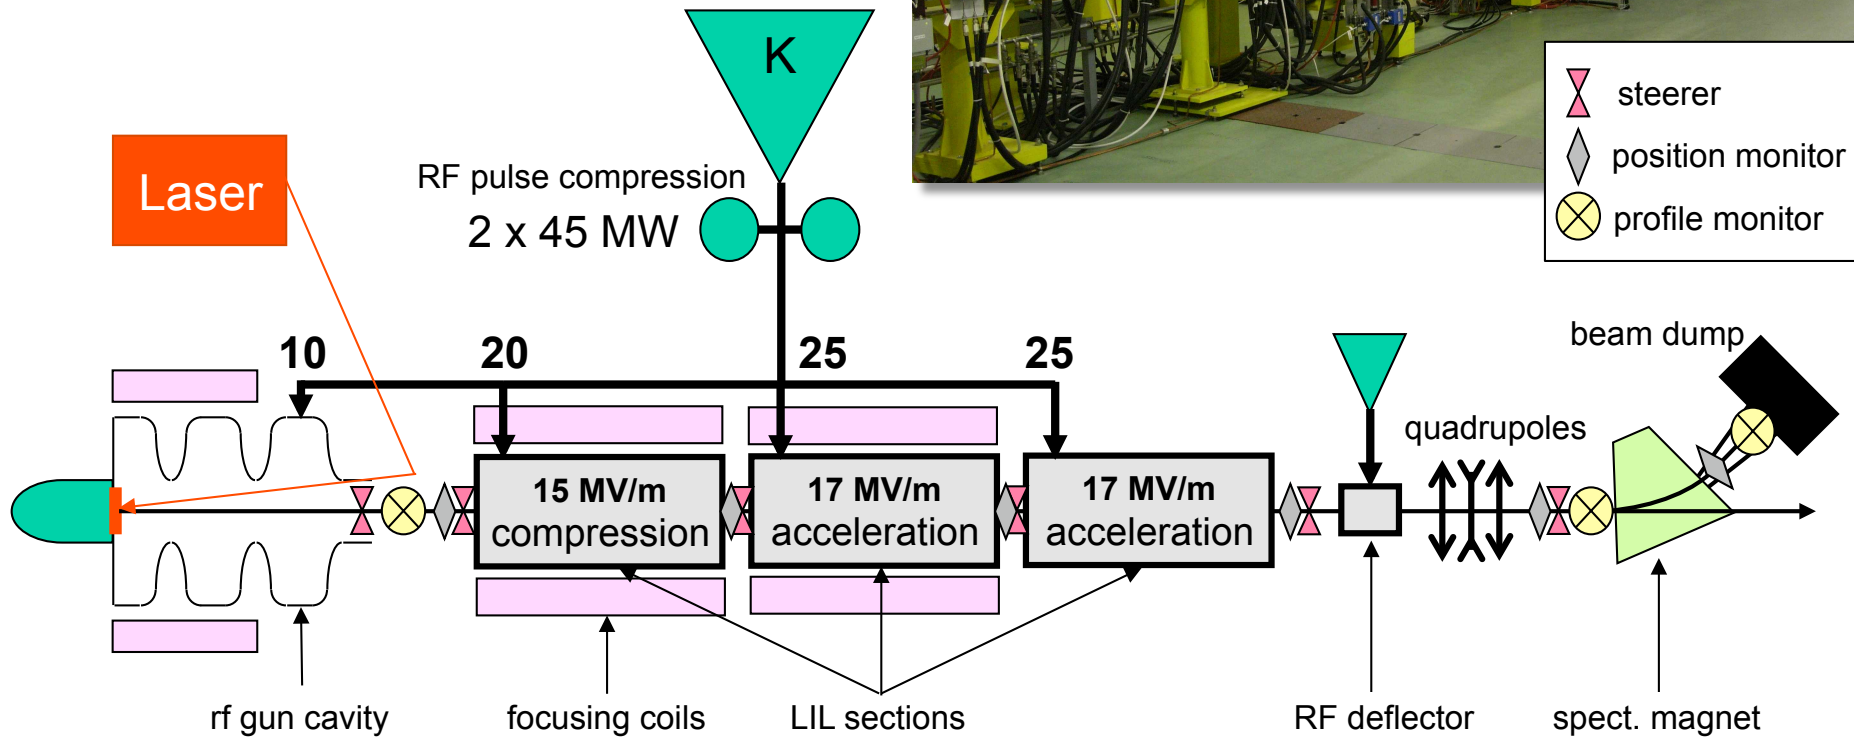 K
steerer
position monitor
profile monitor
Laser
RF pulse compression
2 x 45 MW
10
20
25
25
beam dump
quadrupoles
15 MV/m
compression
17 MV/m
acceleration
17 MV/m
acceleration
rf gun cavity
focusing coils
LIL sections
RF deflector
spect. magnet